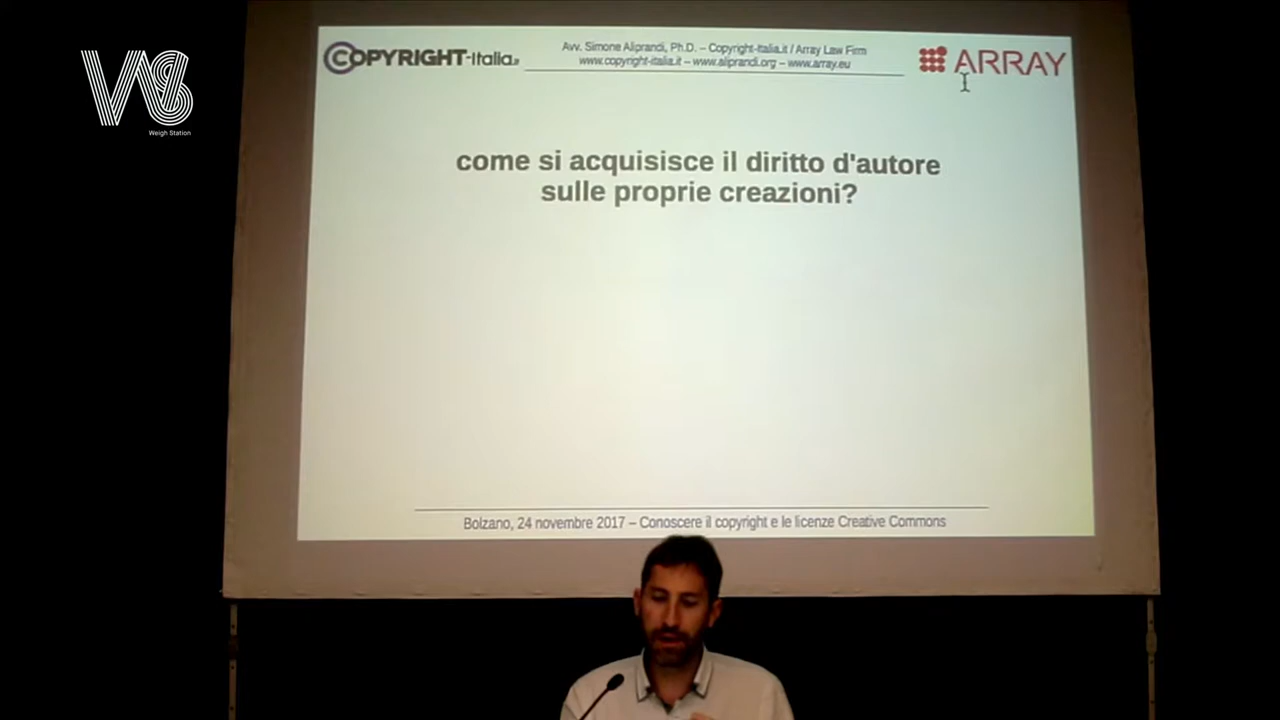 WS
Weigh Station
COPYRIGHT-Italia.it
Avv. Simone Aliprandi, Ph.D. – Copyright-Italia.it / Array Law Firm
www.copyright-italia.it – www.aliprandi.org – www.array.eu
ARRAY
come si acquisisce il diritto d'autore
sulle proprie creazioni?
Bolzano, 24 novembre 2017 – Conoscere il copyright e le licenze Creative Commons